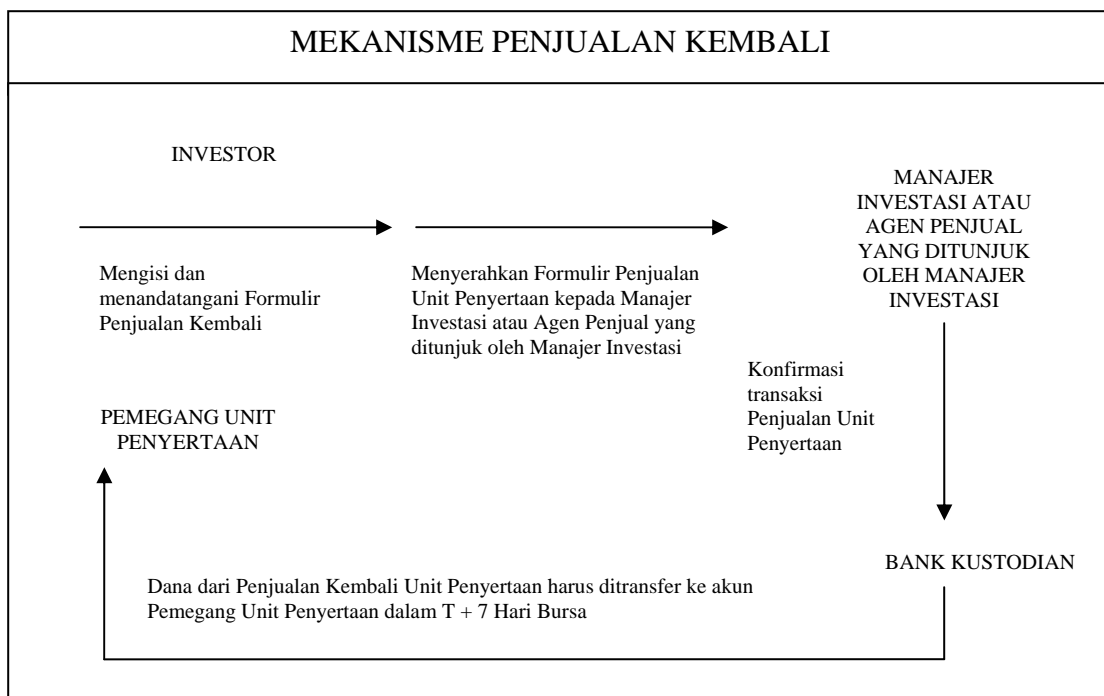 MEKANISME PENJUALAN KEMBALI
INVESTOR
Mengisi dan
menandatangani Formulir
Penjualan Kembali
Menyerahkan Formulir Penjualan
Unit Penyertaan kepada Manajer
Investasi atau Agen Penjual yang
ditunjuk oleh Manajer Investasi
MANAJER
INVESTASI ATAU
AGEN PENJUAL
YANG DITUNJUK
OLEH MANAJER
INVESTASI
Konfirmasi
transaksi
Penjualan Unit
Penyertaan
PEMEGANG UNIT
PENYERTAAN
BANK KUSTODIAN
Dana dari Penjualan Kembali Unit Penyertaan harus ditransfer ke akun
Pemegang Unit Penyertaan dalam T + 7 Hari Bursa